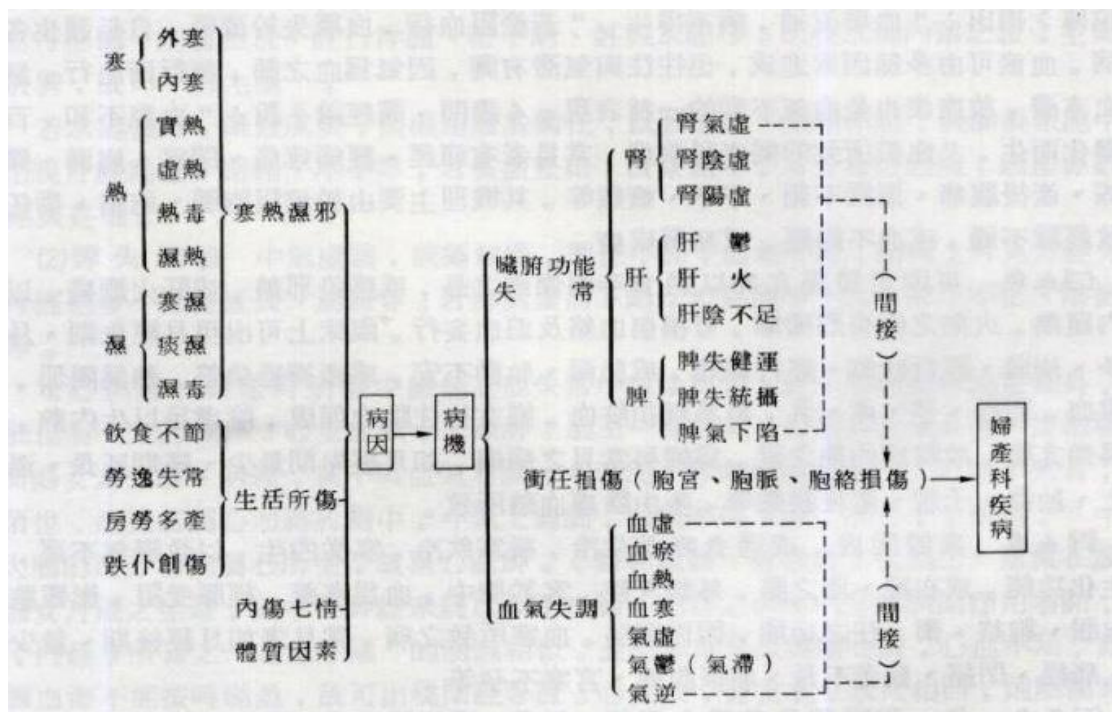 寒
外寒
內寒
熱
實熱
虛熱
熱毒
濕熱
濕
寒濕
痰濕
濕毒
寒熱濕邪
飲食不節
勞逸失常
房勞多產
跌仆創傷
生活所傷
內傷七情
體質因素
病因
病機
臟腑功能
失　　常
腎
腎氣虛
腎陰虛
腎陽虛
肝
肝鬱
肝火
肝陰不足
脾
脾失健運
脾失統攝
脾氣下陷
(間接)
衝任損傷(胞宮、胞脈、胞絡損傷)
血氣失調
血虛
血瘀
血熱
血寒
氣虛
氣鬱(氣滯)
氣逆
(間接)
婦產科疾病